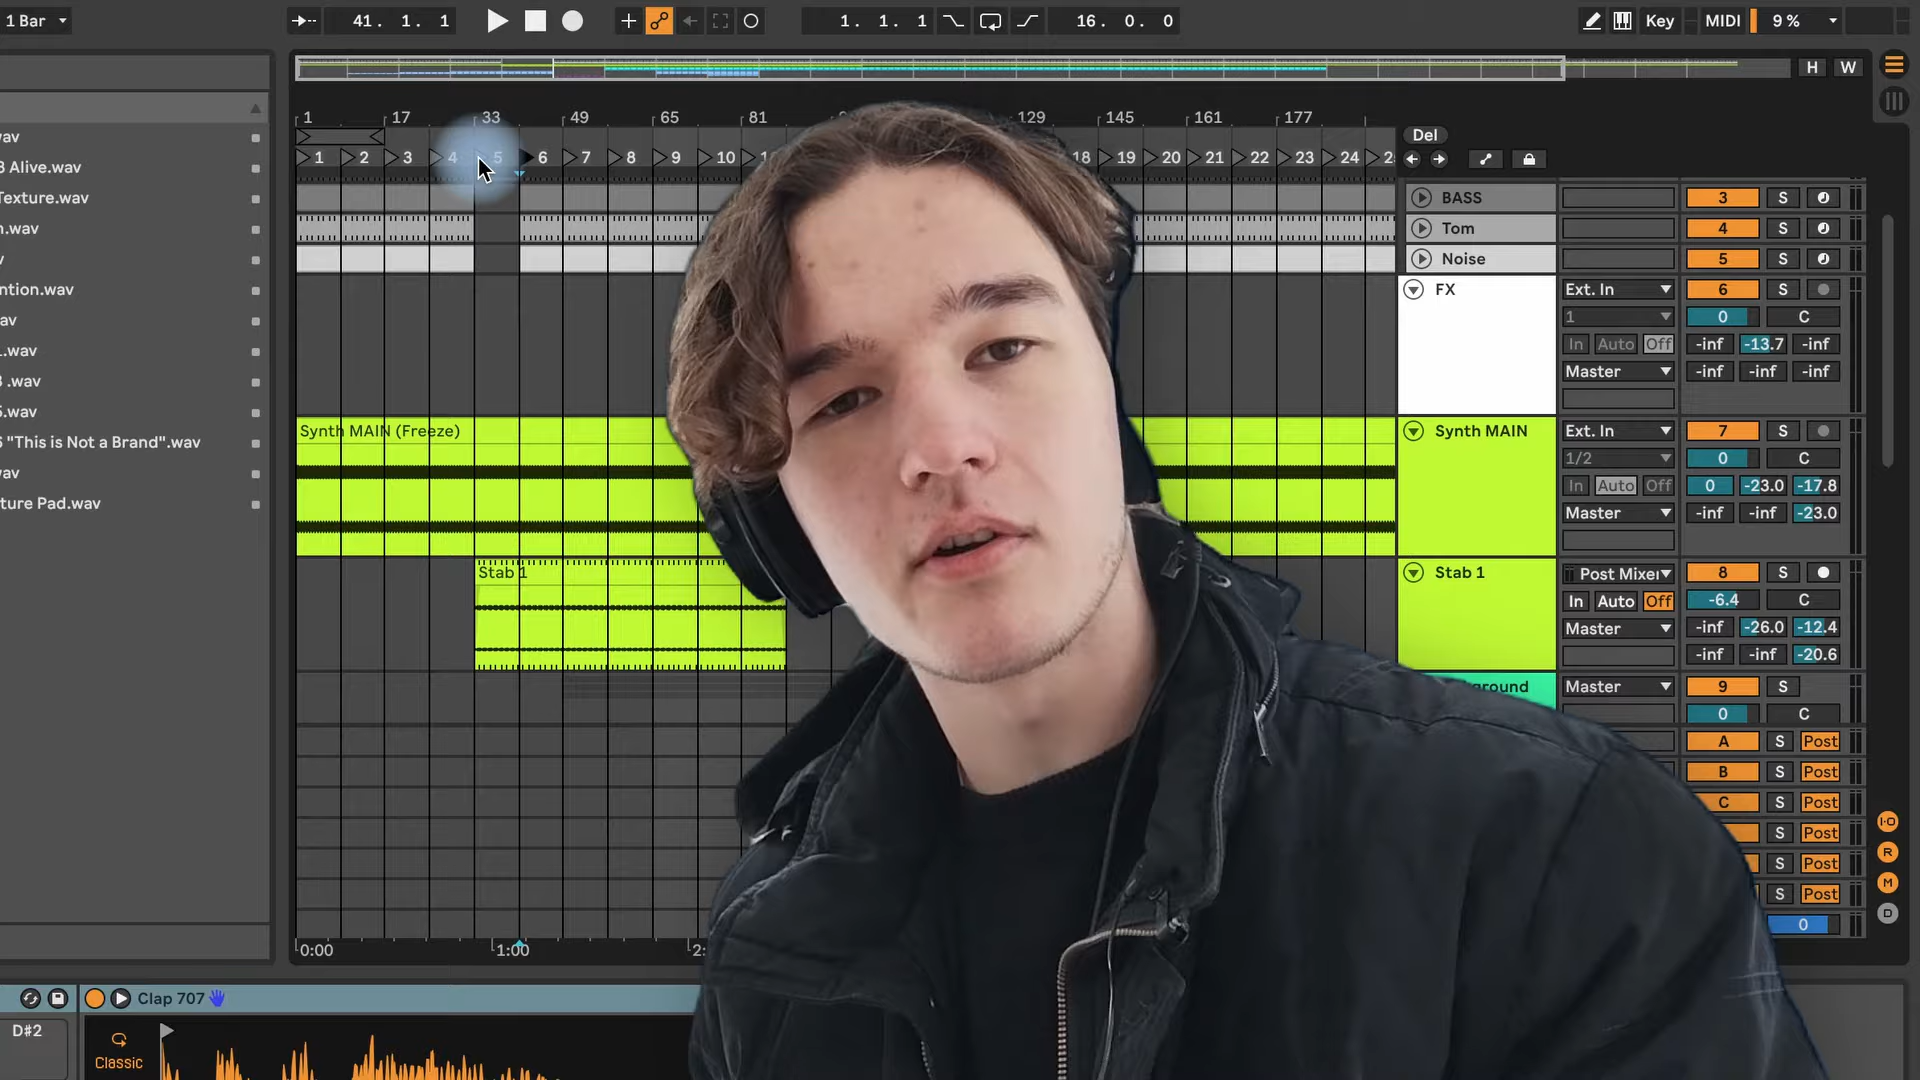 1 Bar
41. 1. 1
1. 1. 1
16. 0. 0
Key
MIDI
9 %
H
W
1 17 33 49 65 81 129 145 161 177
1 2 3 4 5 6 7 8 9 10 18 19 20 21 22 23 24
Del
BASS
3
S
Tom
4
S
Noise
5
S
FX
Ext. In
6
S
1
0
C
In Auto Off
-inf -13.7 -inf
Master
-inf -inf -inf
Synth MAIN (Freeze)
Synth MAIN
Ext. In
7
S
1/2
0
C
In Auto Off
0 -23.0 -17.8
Master
-inf -inf -23.0
Stab 1
Stab 1
Post Mixer
8
S
In Auto Off
-6.4
C
Master
-inf -26.0 -12.4
-inf -inf -20.6
round
Master
9
S
0
C
A S Post
B S Post
C S Post
S Post
S Post
S Post
0
I·O
R
M
D
0:00
1:00
2:
av
3 Alive.wav
Texture.wav
n.wav
v
ntion.wav
av
.wav
3 .wav
5.wav
6 "This is Not a Brand".wav
av
ture Pad.wav
Clap 707
D#2
Classic